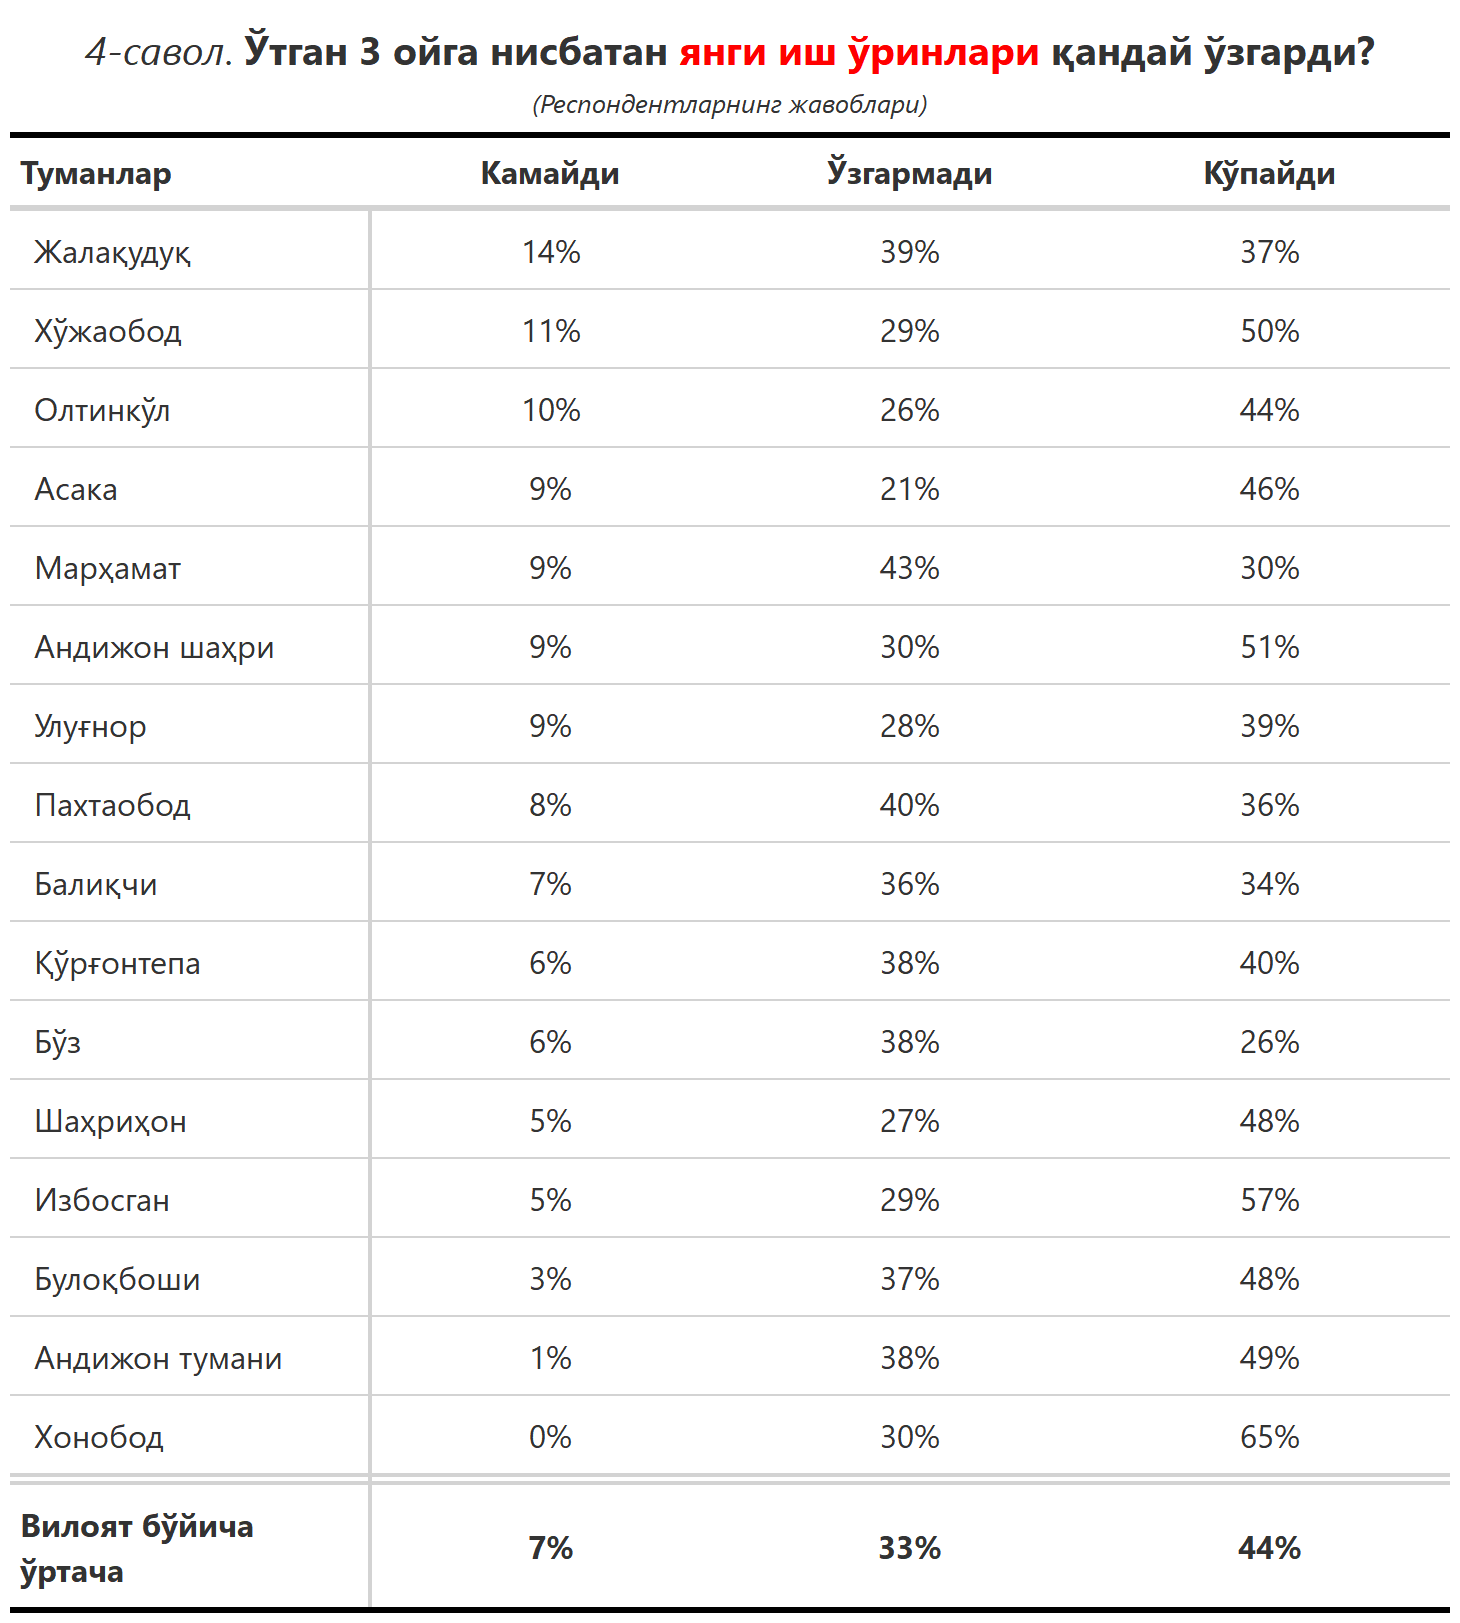 4-савол. Ўтган 3 ойга нисбатан янги иш ўринлари қандай ўзгарди?
(Респондентларнинг жавоблари)
Туманлар Камайди Ўзгармади Кўпайди
Жалақудуқ 14% 39% 37%
Хўжаобод 11% 29% 50%
Олтинкўл 10% 26% 44%
Асака 9% 21% 46%
Марҳамат 9% 43% 30%
Андижон шаҳри 9% 30% 51%
Улуғнор 9% 28% 39%
Пахтаобод 8% 40% 36%
Балиқчи 7% 36% 34%
Қўрғонтепа 6% 38% 40%
Бўз 6% 38% 26%
Шаҳриҳон 5% 27% 48%
Избосган 5% 29% 57%
Булоқбоши 3% 37% 48%
Андижон тумани 1% 38% 49%
Хонобод 0% 30% 65%
Вилоят бўйича
ўртача 7% 33% 44%